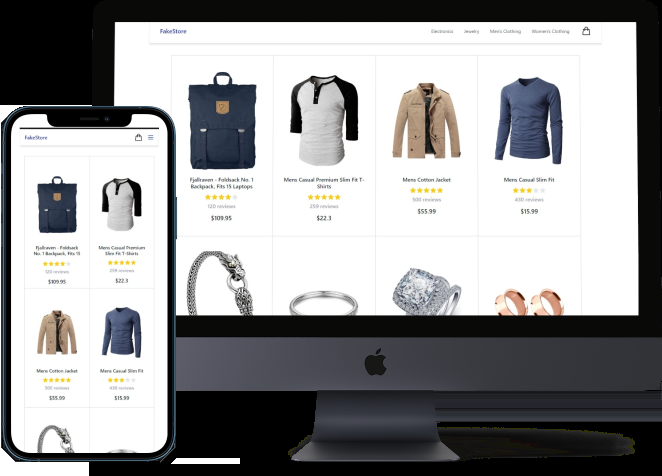 FakeStore
Electronics Jewelry Men's Clothing Women's Clothing
Fjallraven - Foldsack No. 1 Backpack, Fits 15 Laptops
120 reviews
$109.95
Mens Casual Premium Slim Fit T-Shirts
259 reviews
$22.3
Mens Cotton Jacket
500 reviews
$55.99
Mens Casual Slim Fit
430 reviews
$15.99
FakeStore
Fjallraven - Foldsack No. 1 Backpack, Fits 15
120 reviews
$109.95
Mens Casual Premium Slim Fit T-Shirts
259 reviews
$22.3
Mens Cotton Jacket
500 reviews
$55.99
Mens Casual Slim Fit
430 reviews
$15.99